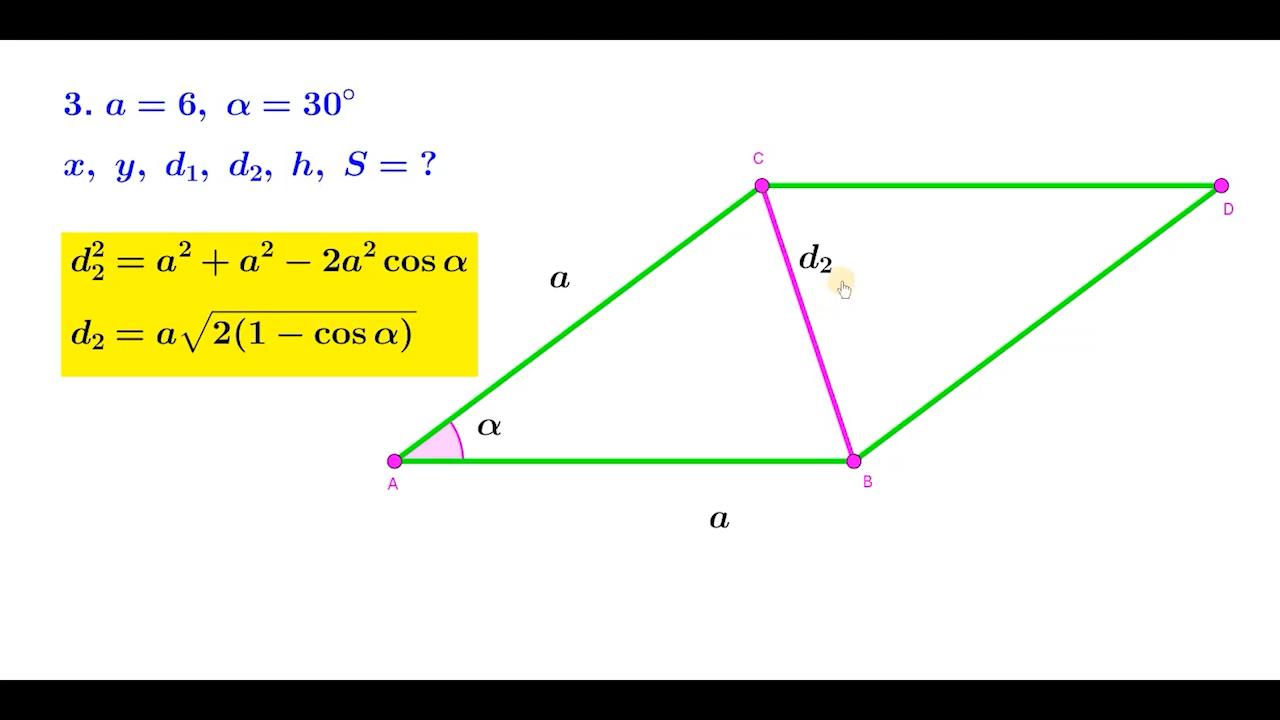 3. a = 6, α = 30°
x, y, d₁, d₂, h, S = ?
d₂² = a² + a² − 2a² cos α
d₂ = a√(2(1 − cos α))
C
D
d₂
a
α
A
B
a